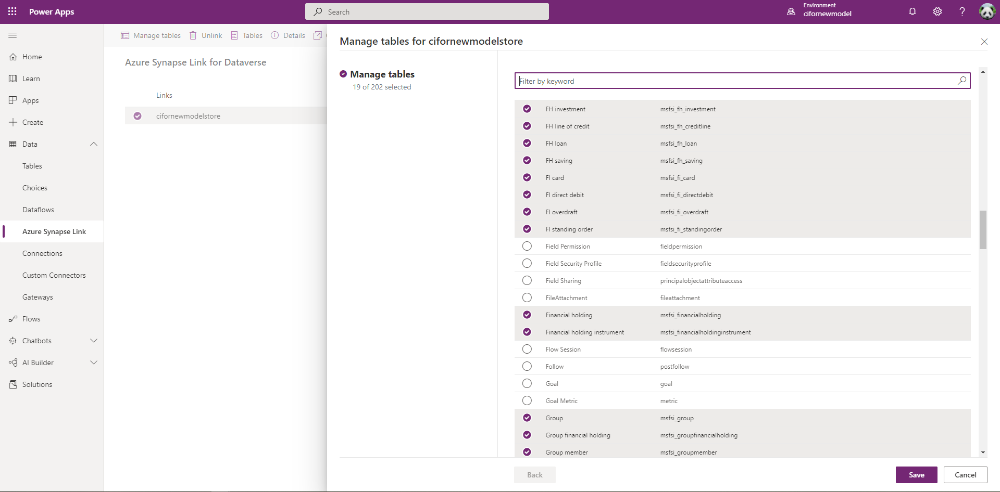 Power Apps
Search
Environment
cifornewmodel
Home
Learn
Apps
Create
Data
Tables
Choices
Dataflows
Azure Synapse Link
Connections
Custom Connectors
Gateways
Flows
Chatbots
AI Builder
Solutions
Manage tables Unlink Tables Details
Azure Synapse Link for Dataverse
Links
cifornewmodelstore
Manage tables for cifornewmodelstore
Manage tables
19 of 202 selected
Filter by keyword
FH investment msfsi_fh_investment
FH line of credit msfsi_fh_creditline
FH loan msfsi_fh_loan
FH saving msfsi_fh_saving
FI card msfsi_fi_card
FI direct debit msfsi_fi_directdebit
FI overdraft msfsi_fi_overdraft
FI standing order msfsi_fi_standingorder
Field Permission fieldpermission
Field Security Profile fieldsecurityprofile
Field Sharing principalobjectattributeaccess
FileAttachment fileattachment
Financial holding msfsi_financialholding
Financial holding instrument msfsi_financialholdinginstrument
Flow Session flowsession
Follow postfollow
Goal goal
Goal Metric metric
Group msfsi_group
Group financial holding msfsi_groupfinancialholding
Group member msfsi_groupmember
Back
Save
Cancel